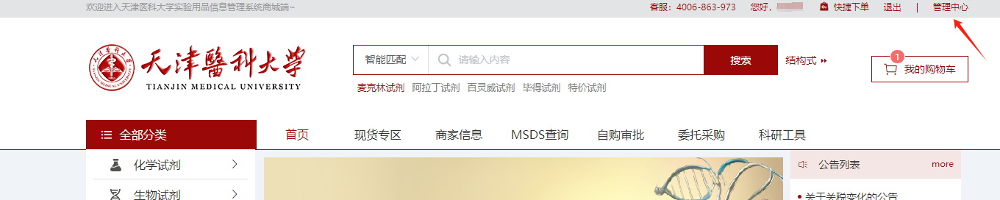 欢迎进入天津医科大学实验用品信息管理系统商城端~
客服：4006-863-973 您好， 快捷下单 退出 | 管理中心
天津醫科大学
TIANJIN MEDICAL UNIVERSITY
智能匹配 请输入内容 搜索 结构式
1
我的购物车
麦克林试剂 阿拉丁试剂 百灵威试剂 毕得试剂 特价试剂
全部分类 首页 现货专区 商家信息 MSDS查询 自购审批 委托采购 科研工具
化学试剂
公告列表 more
生物试剂
关于关税变化的公告